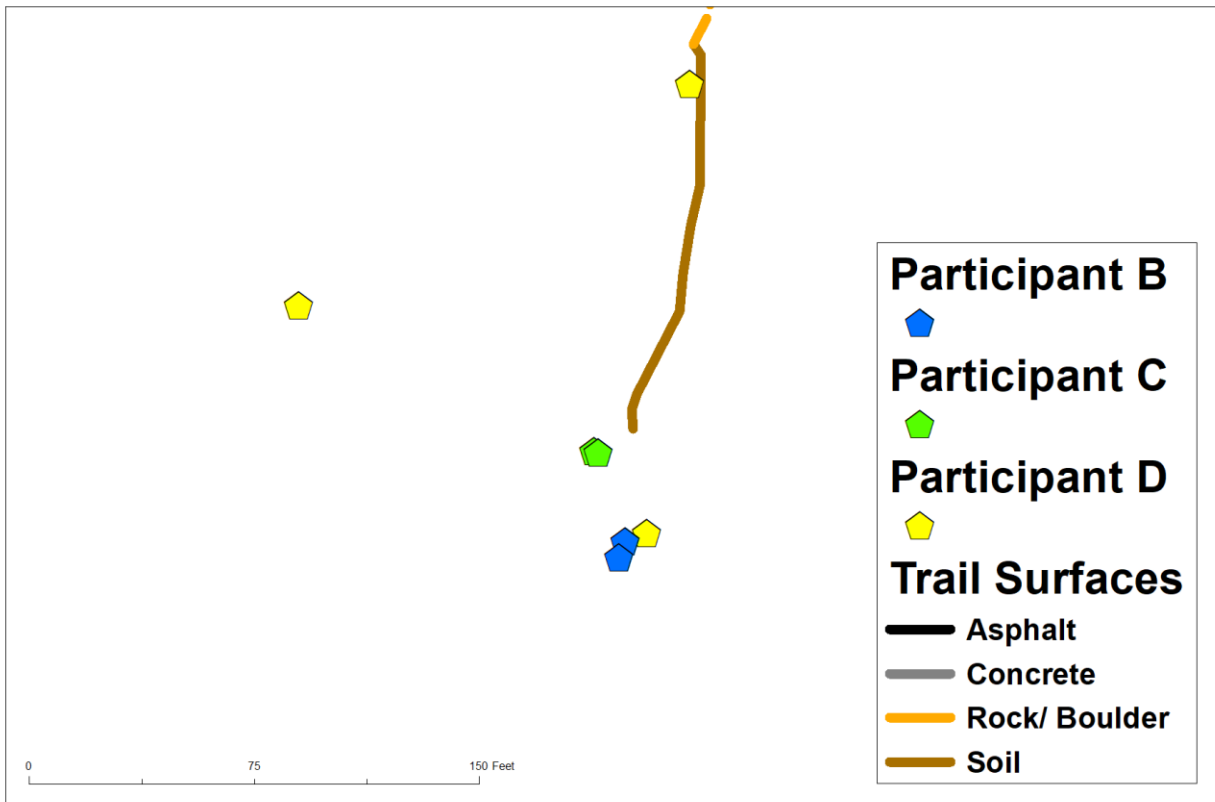 Participant B
Participant C
Participant D
Trail Surfaces
Asphalt
Concrete
Rock/ Boulder
Soil
0 75 150 Feet